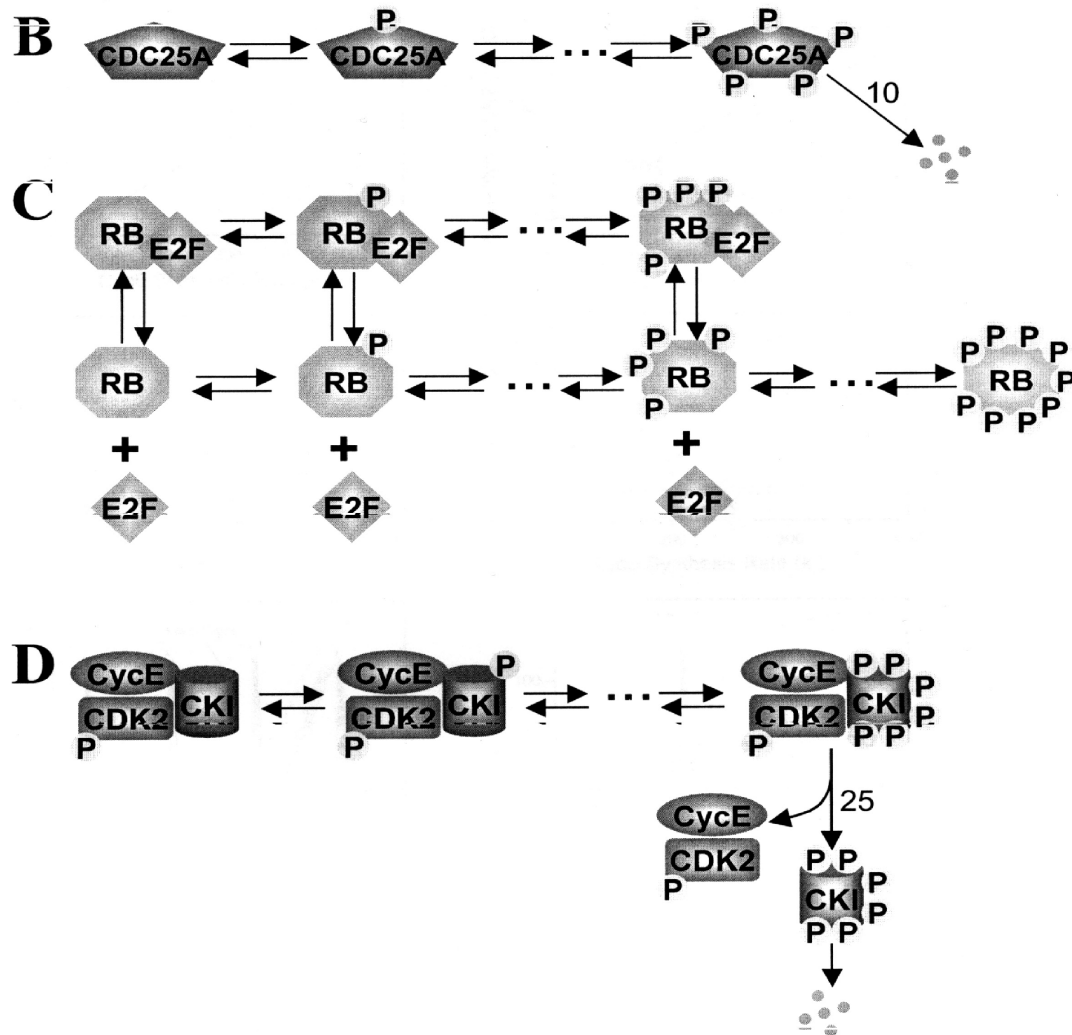 B
P
CDC25A CDC25A ... P P P CDC25A P P
10
C
P P P P
RB E2F RB E2F ... RB E2F
P
P P P P P P P
RB RB ... P RB ... P RB P
P P P P P
+ + +
E2F E2F E2F
D
CycE CycE P CycE P P
CKI CKI ... CKI P
CDK2 CDK2 CDK2 P
P P P P P
25
CycE
CDK2
P
P P
CKI P
P
P P